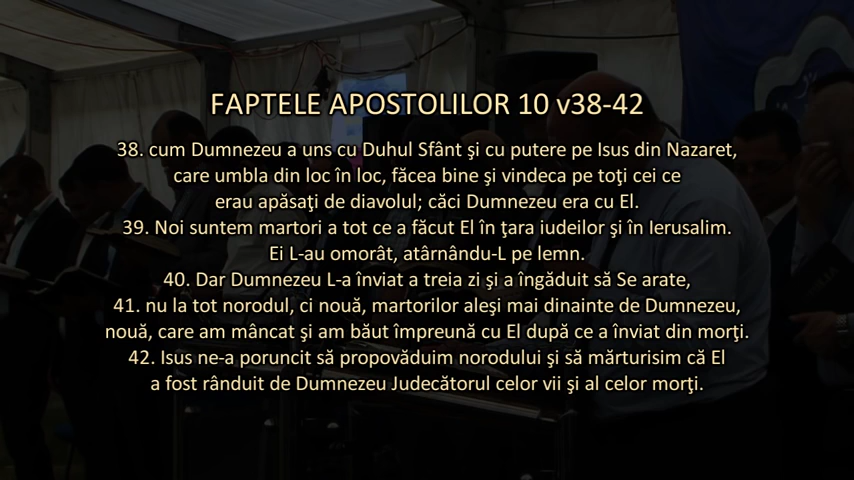 FAPTELE APOSTOLILOR 10 v38-42
38. cum Dumnezeu a uns cu Duhul Sfânt şi cu putere pe Isus din Nazaret,
care umbla din loc în loc, făcea bine şi vindeca pe toţi cei ce
erau apăsaţi de diavolul; căci Dumnezeu era cu El.
39. Noi suntem martori a tot ce a făcut El în ţara iudeilor şi în Ierusalim.
Ei L-au omorât, atârnându-L pe lemn.
40. Dar Dumnezeu L-a înviat a treia zi şi a îngăduit să Se arate,
41. nu la tot norodul, ci nouă, martorilor aleşi mai dinainte de Dumnezeu,
nouă, care am mâncat şi am băut împreună cu El după ce a înviat din morţi.
42. Isus ne-a poruncit să propovăduim norodului şi să mărturisim că El
a fost rânduit de Dumnezeu Judecătorul celor vii şi al celor morţi.